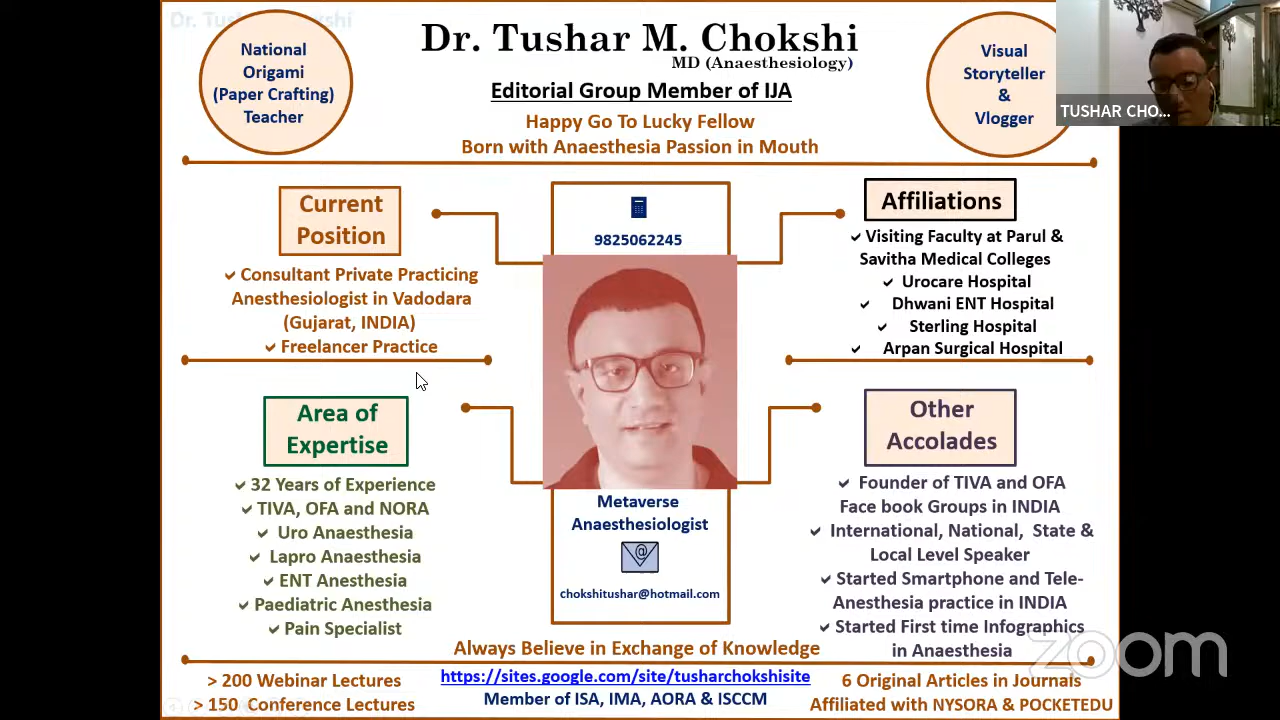 Dr. Tushar M. Chokshi
MD (Anaesthesiology)
Editorial Group Member of IJA
Happy Go To Lucky Fellow
Born with Anaesthesia Passion in Mouth
National
Origami
(Paper Crafting)
Teacher
Visual
Storyteller
&
Vlogger
TUSHAR CHO...
Current
Position
✓ Consultant Private Practicing
Anesthesiologist in Vadodara
(Gujarat, INDIA)
✓ Freelancer Practice
9825062245
Affiliations
✓ Visiting Faculty at Parul &
Savitha Medical Colleges
✓ Urocare Hospital
✓ Dhwani ENT Hospital
✓ Sterling Hospital
✓ Arpan Surgical Hospital
Area of
Expertise
✓ 32 Years of Experience
✓ TIVA, OFA and NORA
✓ Uro Anaesthesia
✓ Lapro Anaesthesia
✓ ENT Anesthesia
✓ Paediatric Anesthesia
✓ Pain Specialist
Metaverse
Anaesthesiologist
@
chokshitushar@hotmail.com
Other
Accolades
✓ Founder of TIVA and OFA
Face book Groups in INDIA
✓ International, National, State &
Local Level Speaker
✓ Started Smartphone and Tele-
Anesthesia practice in INDIA
✓ Started First time Infographics
in Anaesthesia
zoom
Always Believe in Exchange of Knowledge
> 200 Webinar Lectures
> 150 Conference Lectures
https://sites.google.com/site/tusharchokshisite
Member of ISA, IMA, AORA & ISCCM
6 Original Articles in Journals
Affiliated with NYSORA & POCKETEDU